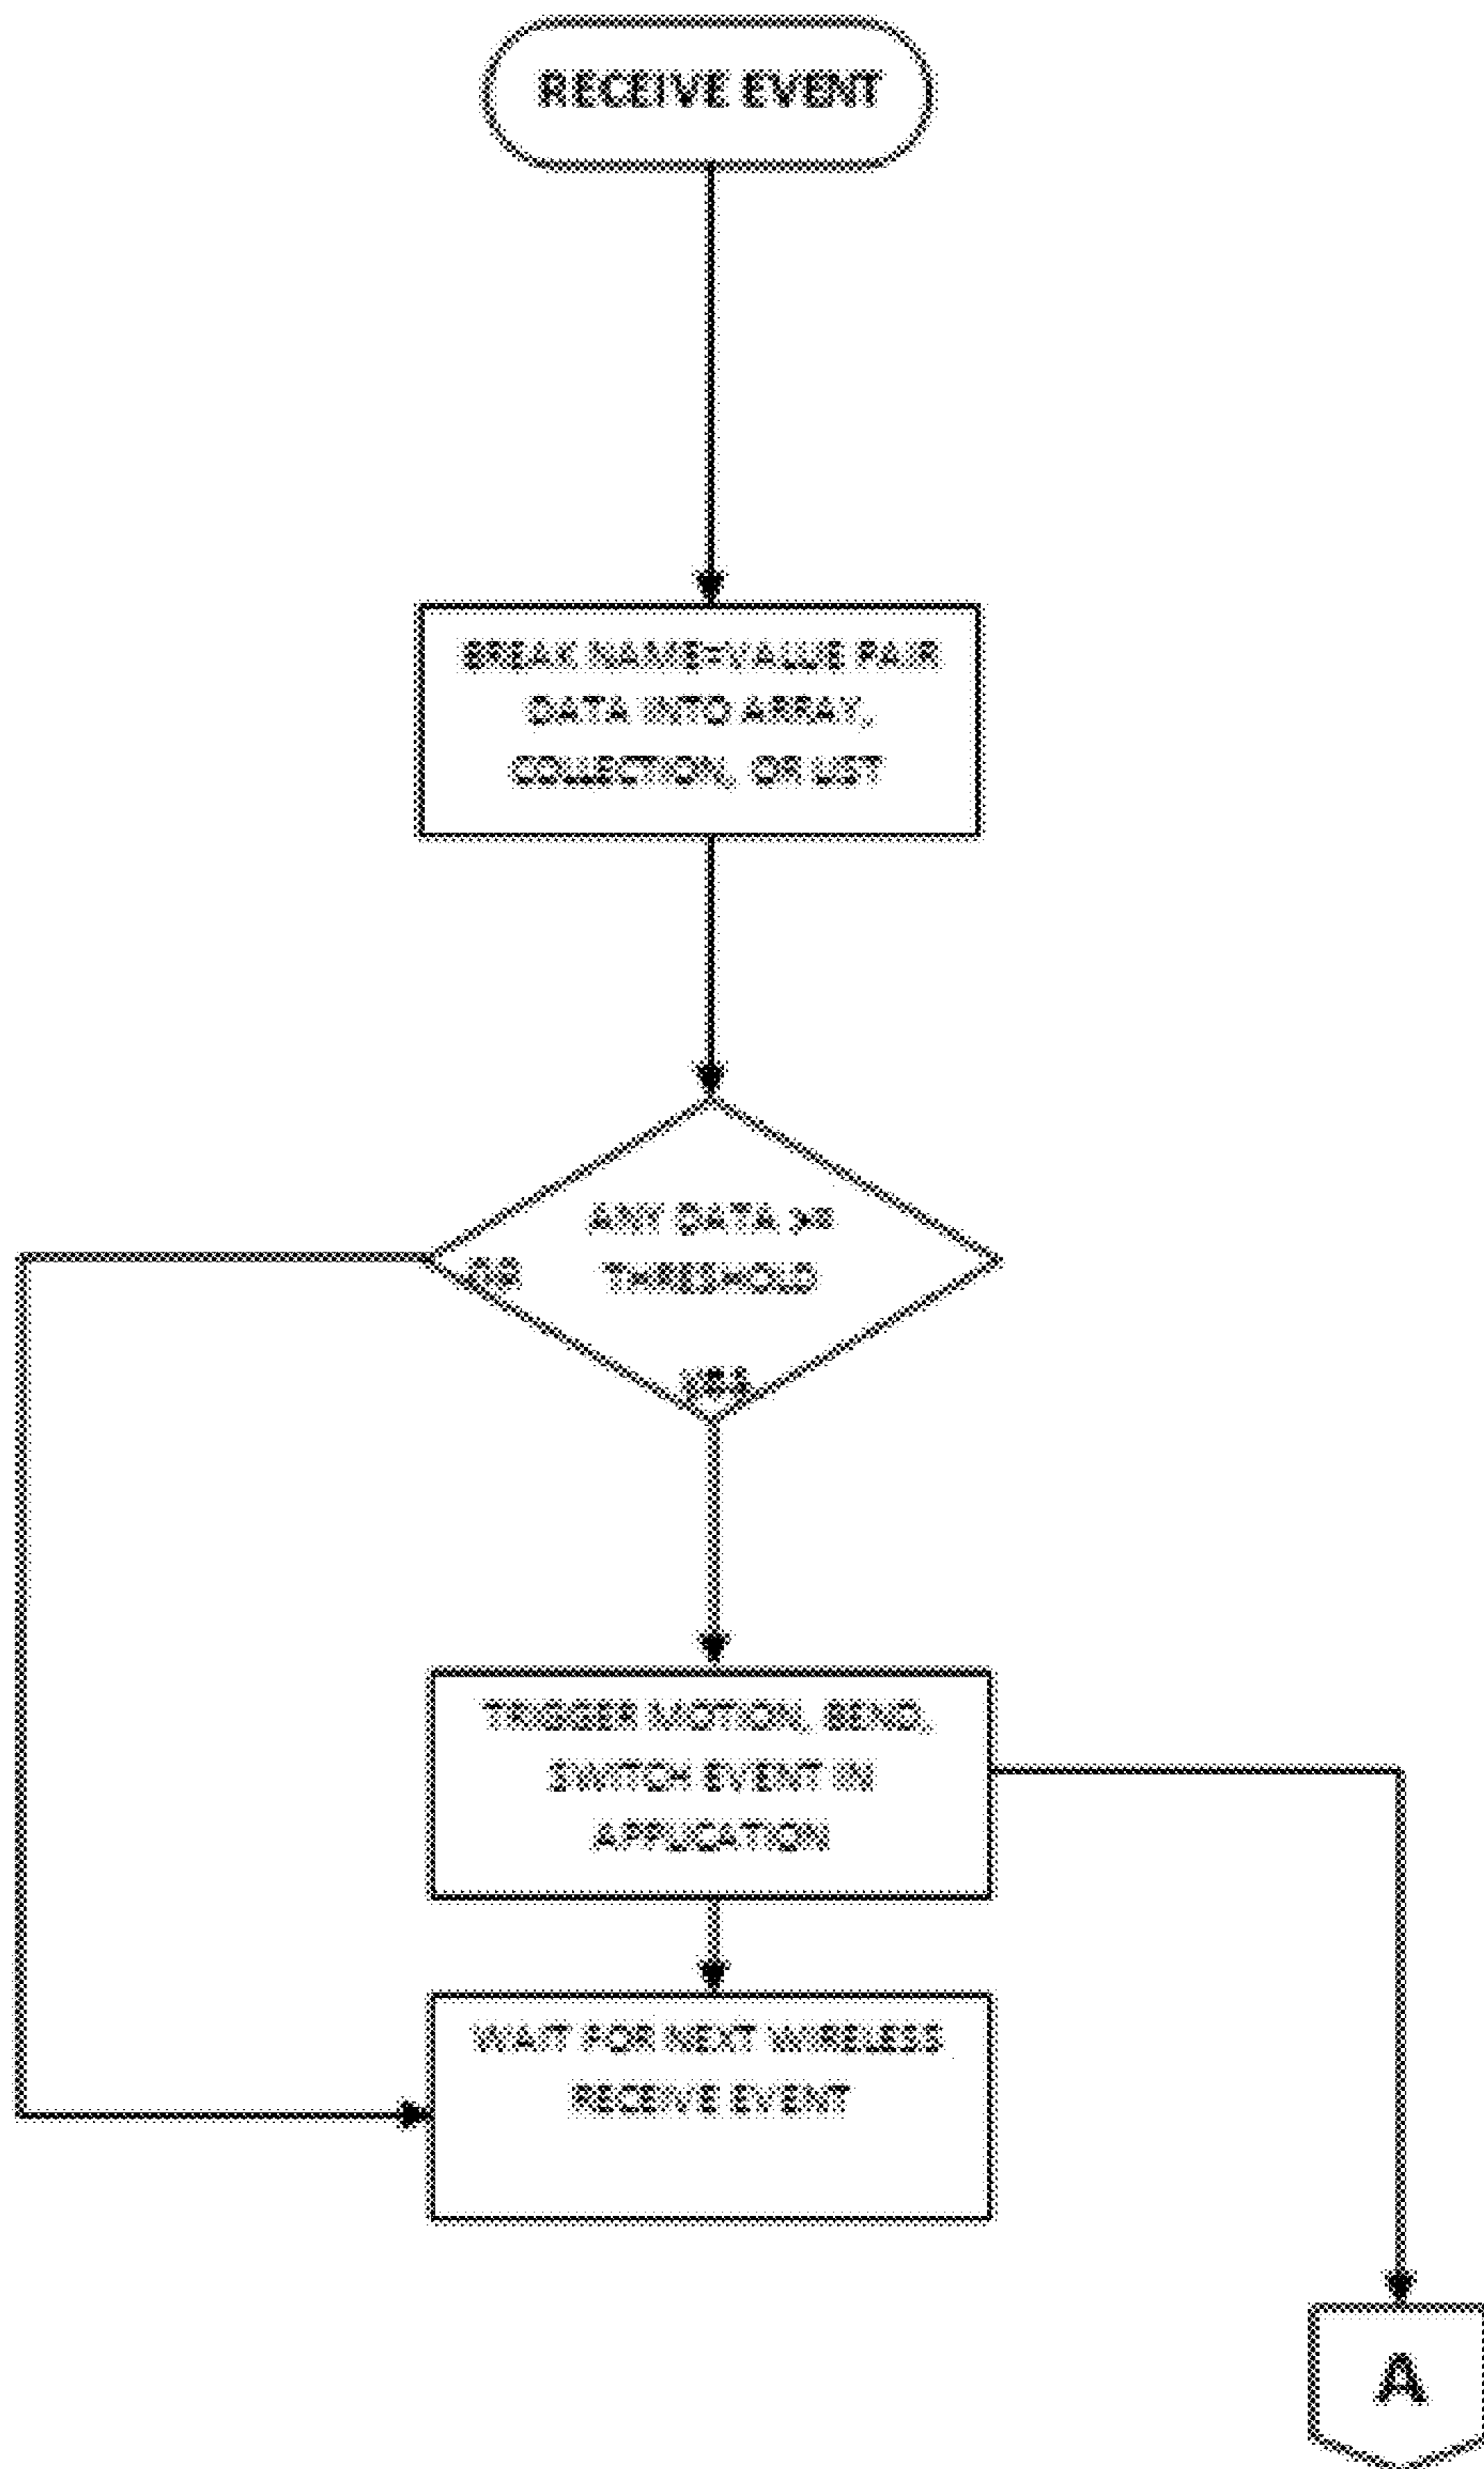 RECEIVE EVENT
BREAK NAME=VALUE PAIR
DATA INTO ARRAY,
COLLECTION, OR LIST
ANY DATA >=
THRESHOLD
no
yes
TRIGGER MOTION, BEND,
SWITCH EVENT IN
APPLICATION
WAIT FOR NEXT WIRELESS
RECEIVE EVENT
A